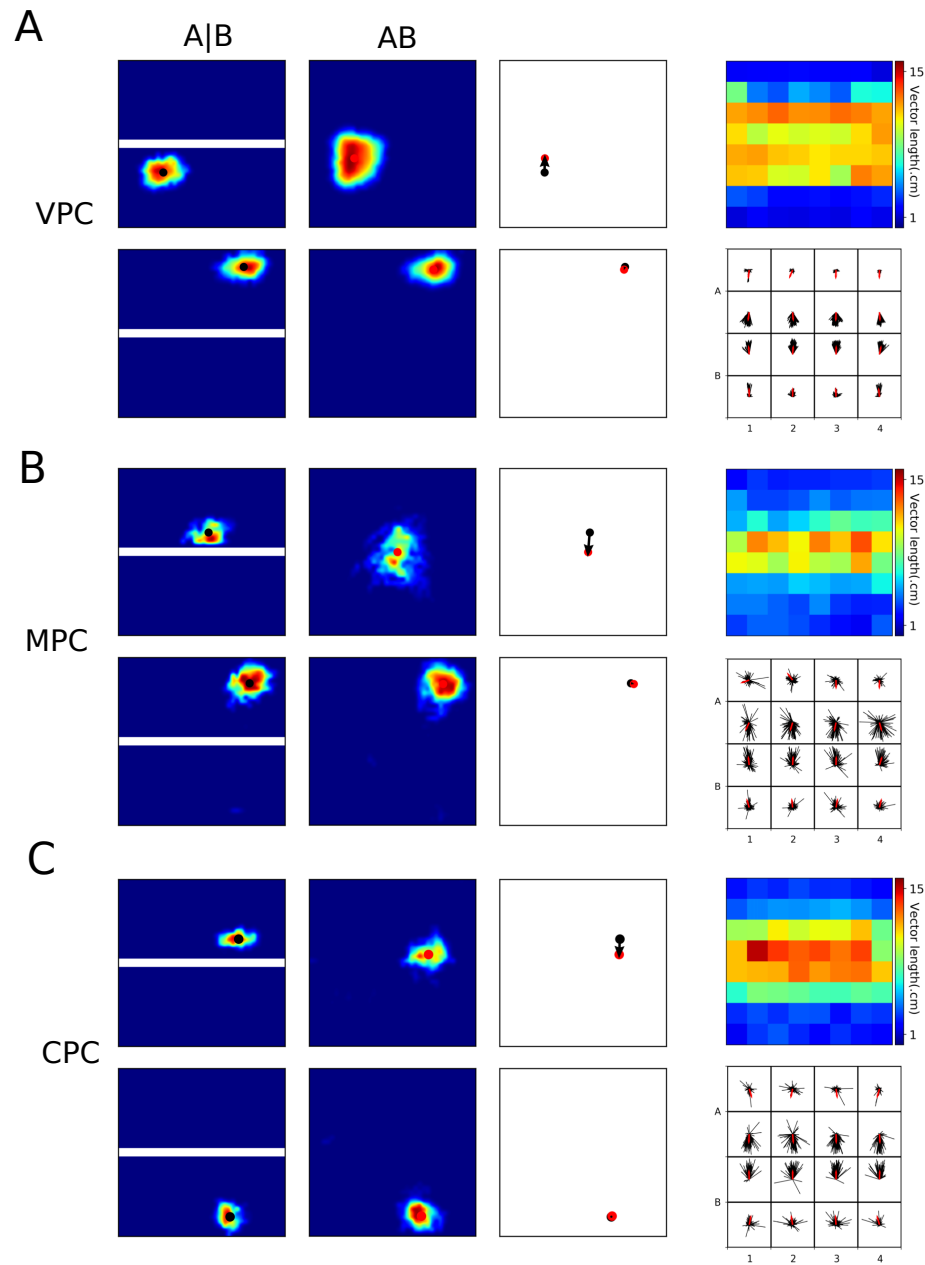 A
A|B
AB
VPC
15
Vector length(.cm)
1
A
B
1 2 3 4
B
MPC
15
Vector length(.cm)
1
A
B
1 2 3 4
C
CPC
15
Vector length(.cm)
1
A
B
1 2 3 4